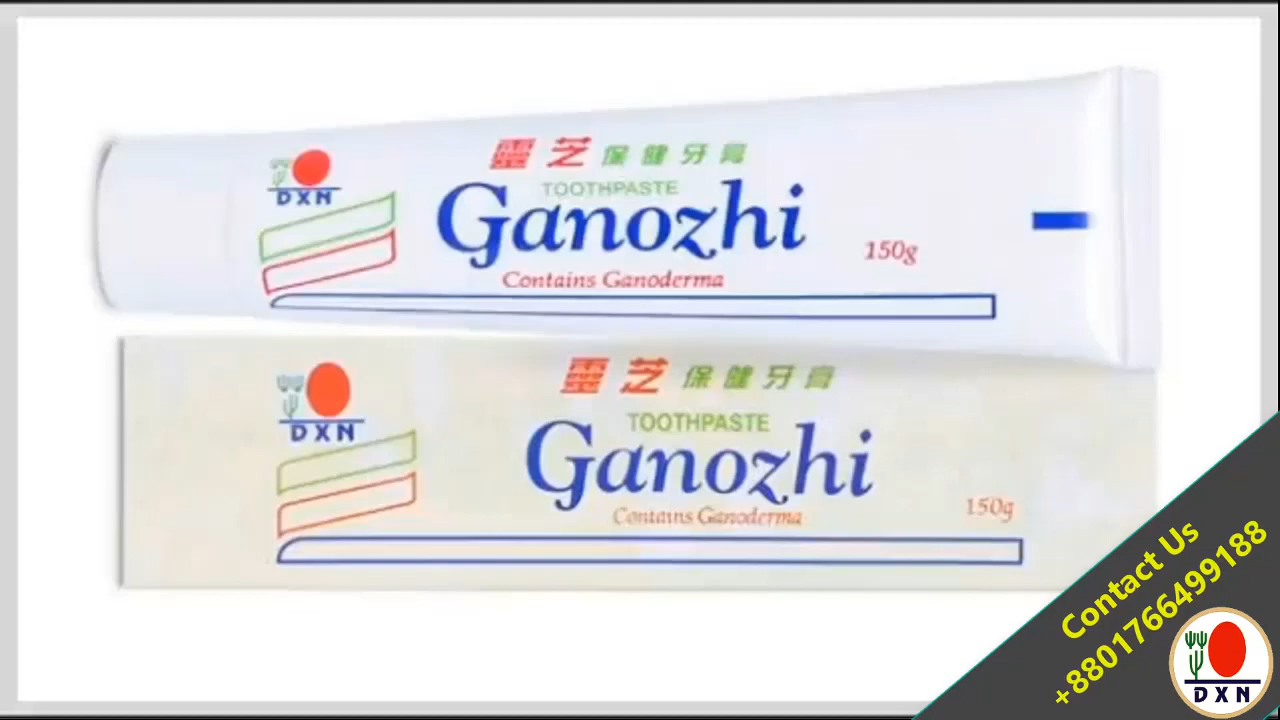 靈芝保健牙膏
DXN
TOOTHPASTE
Ganozhi
150g
Contains Ganoderma
靈芝保健牙膏
DXN
TOOTHPASTE
Ganozhi
150g
Contains Ganoderma
Contact Us
+8801766499188
DXN